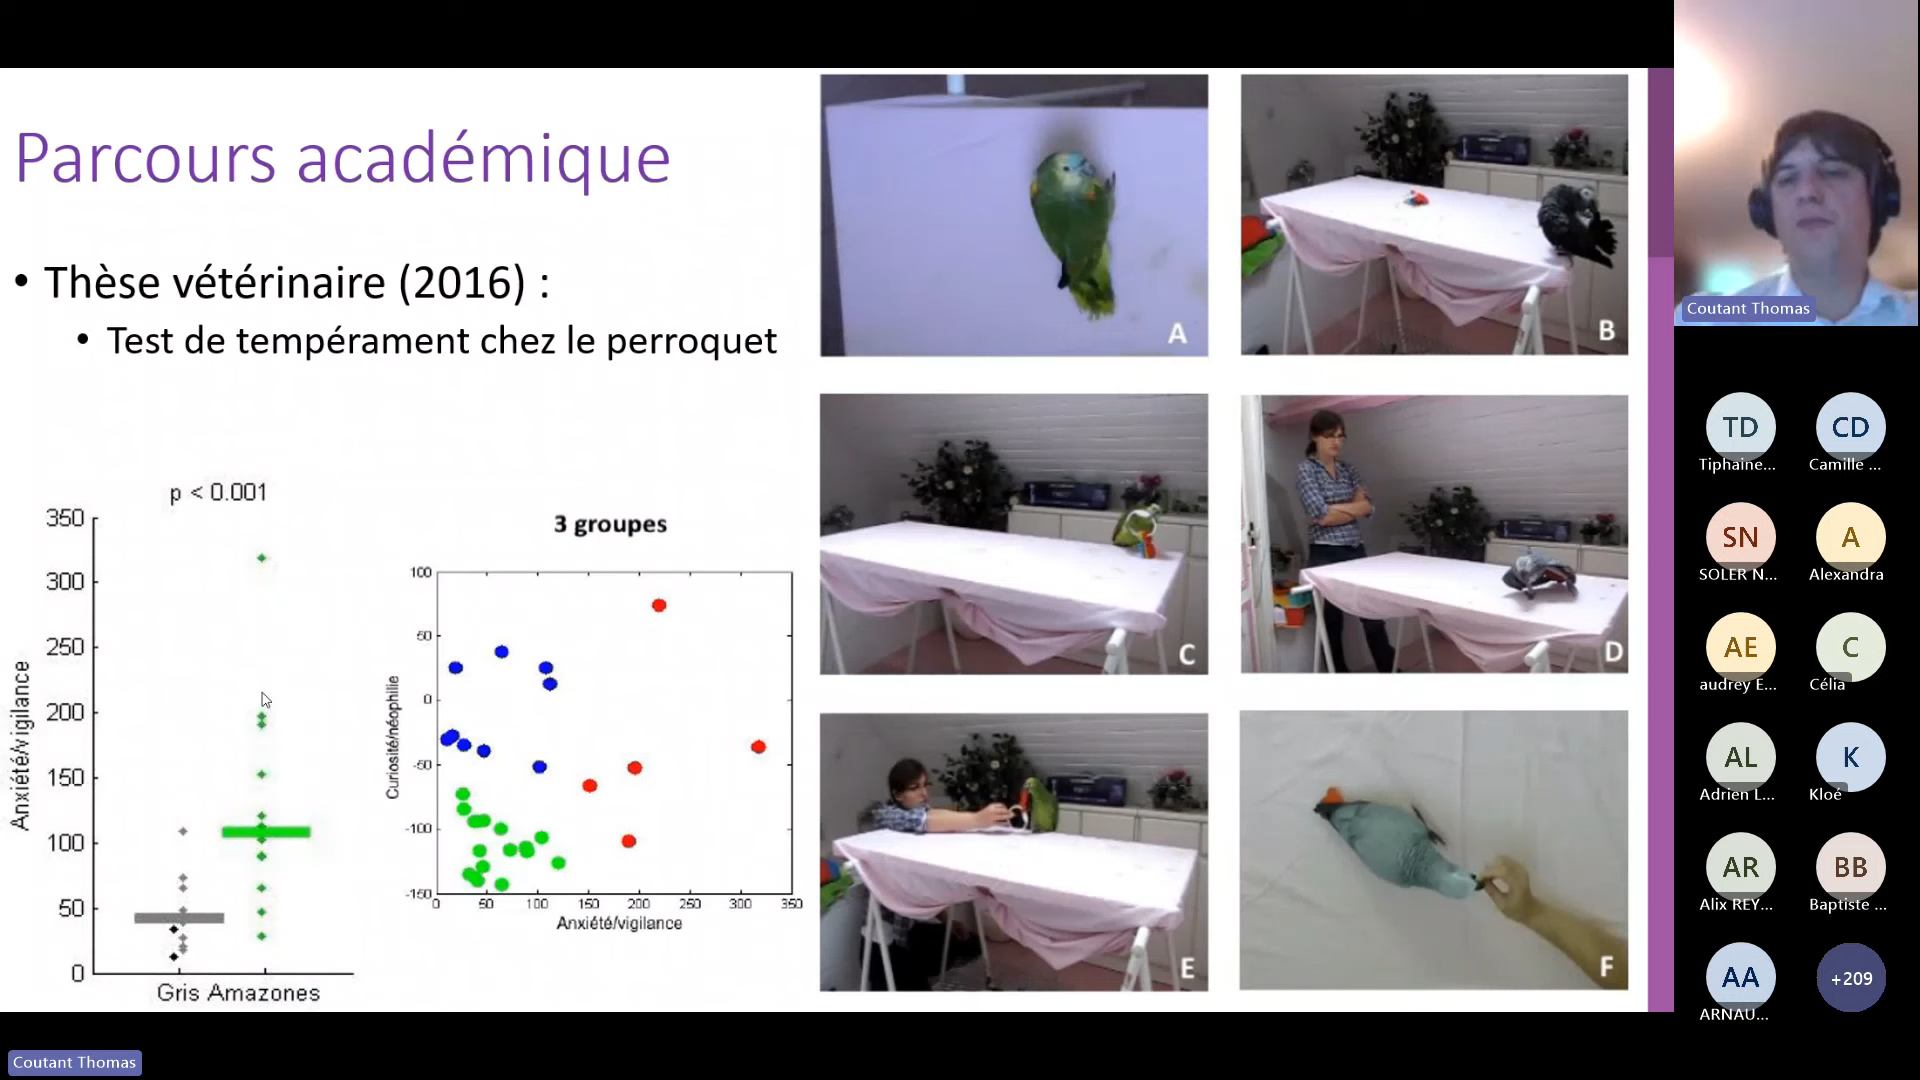 Parcours académique
• Thèse vétérinaire (2016) :
• Test de tempérament chez le perroquet
p < 0.001
350
300
250
200
150
100
50
0
Anxiété/vigilance
Gris Amazones
3 groupes
100
50
0
-50
-100
-150
Curiosité/néophilie
0 50 100 150 200 250 300 350
Anxiété/vigilance
A
B
C
D
E
F
Coutant Thomas
TD
Tiphaine...
CD
Camille ...
SN
SOLER N...
A
Alexandra
AE
audrey E...
C
Célia
AL
Adrien L...
K
Kloé
AR
Alix REY...
BB
Baptiste ...
AA
ARNAU...
+209
Coutant Thomas